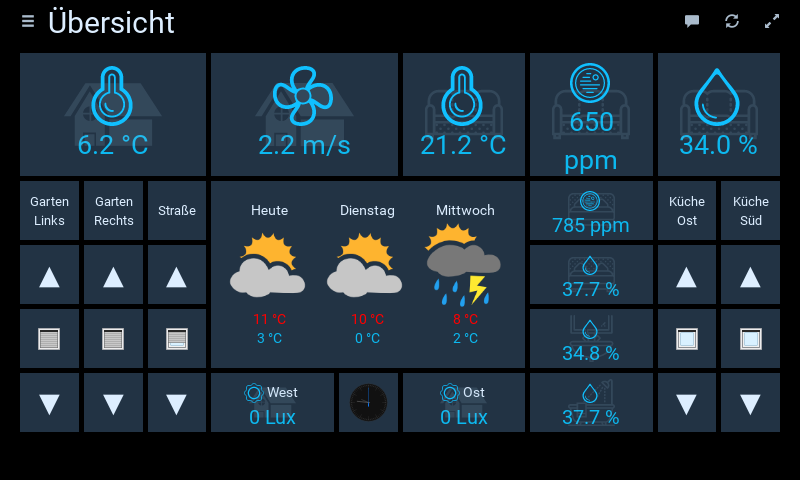 Übersicht
6.2 °C
2.2 m/s
21.2 °C
650
ppm
34.0 %
Garten
Links
Garten
Rechts
Straße
Heute
Dienstag
Mittwoch
11 °C
10 °C
8 °C
3 °C
0 °C
2 °C
785 ppm
37.7 %
34.8 %
37.7 %
Küche
Ost
Küche
Süd
West
0 Lux
Ost
0 Lux